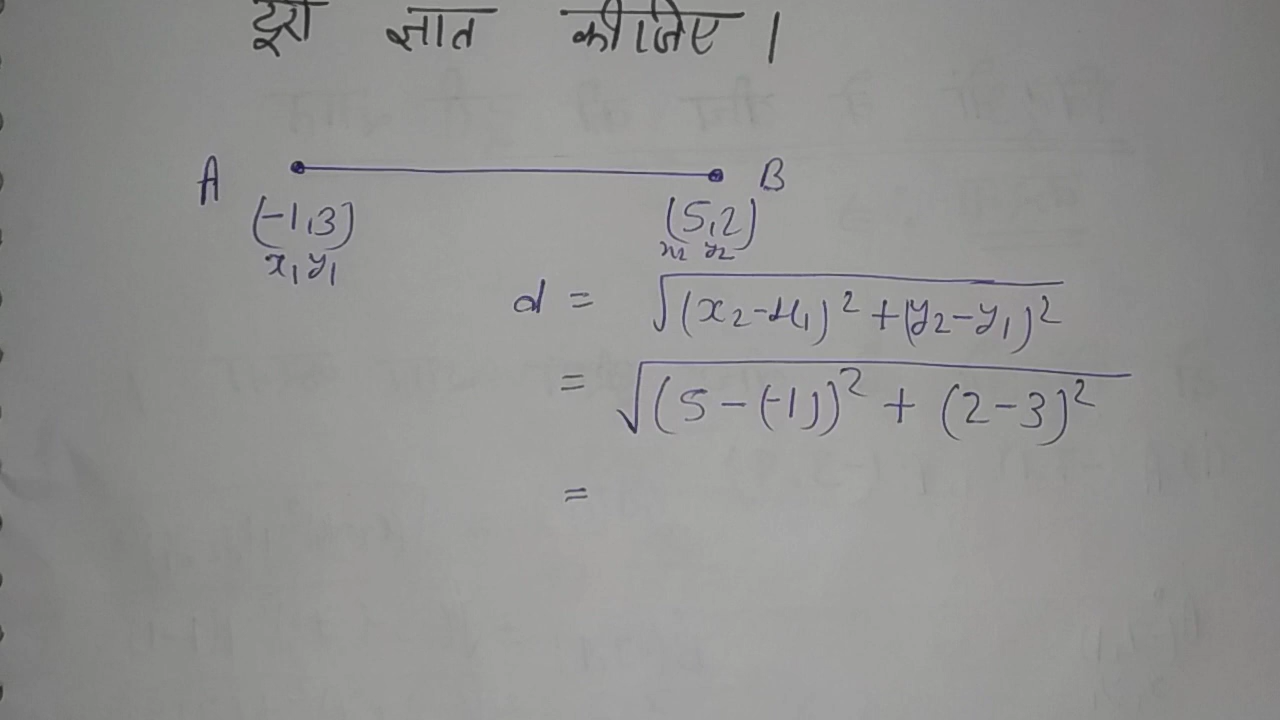 दूरी ज्ञात कीजिए ।
A B
(-1,3) (5,2)
x₁ y₁ x₂ y₂
d = √(x₂-x₁)² + (y₂-y₁)²
= √(5-(-1))² + (2-3)²
=